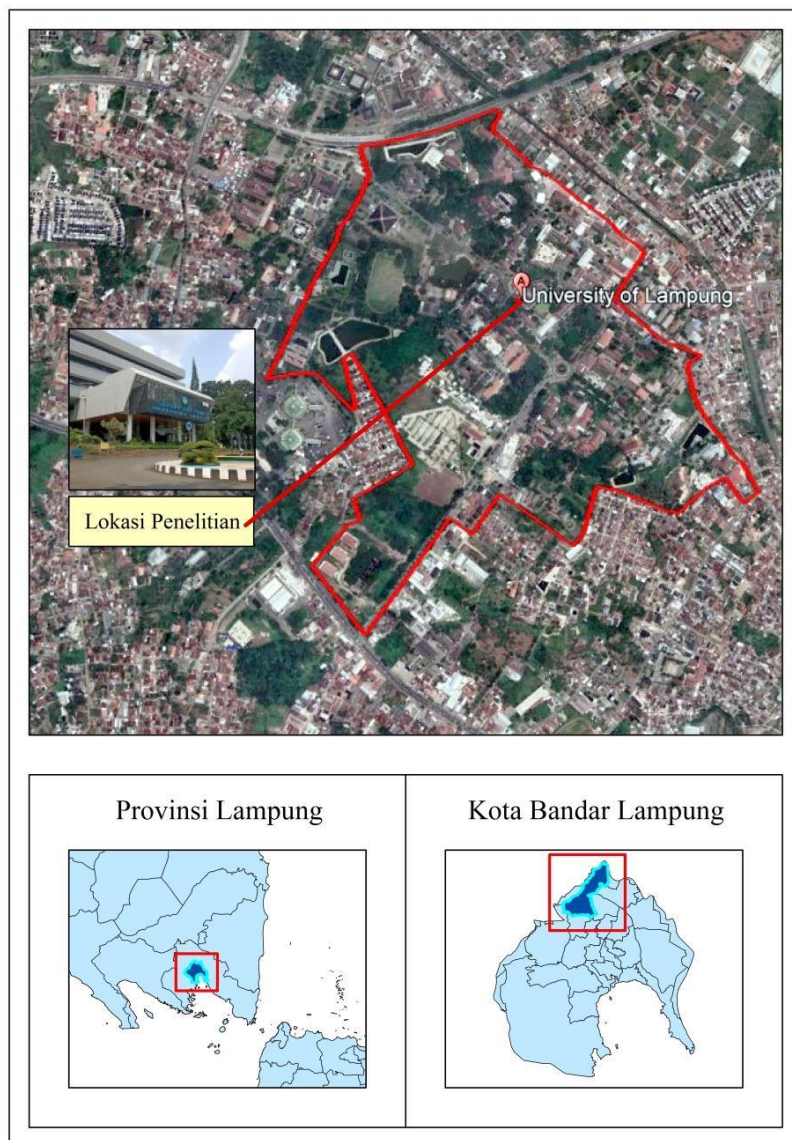 University of Lampung
A
Lokasi Penelitian
Provinsi Lampung
Kota Bandar Lampung